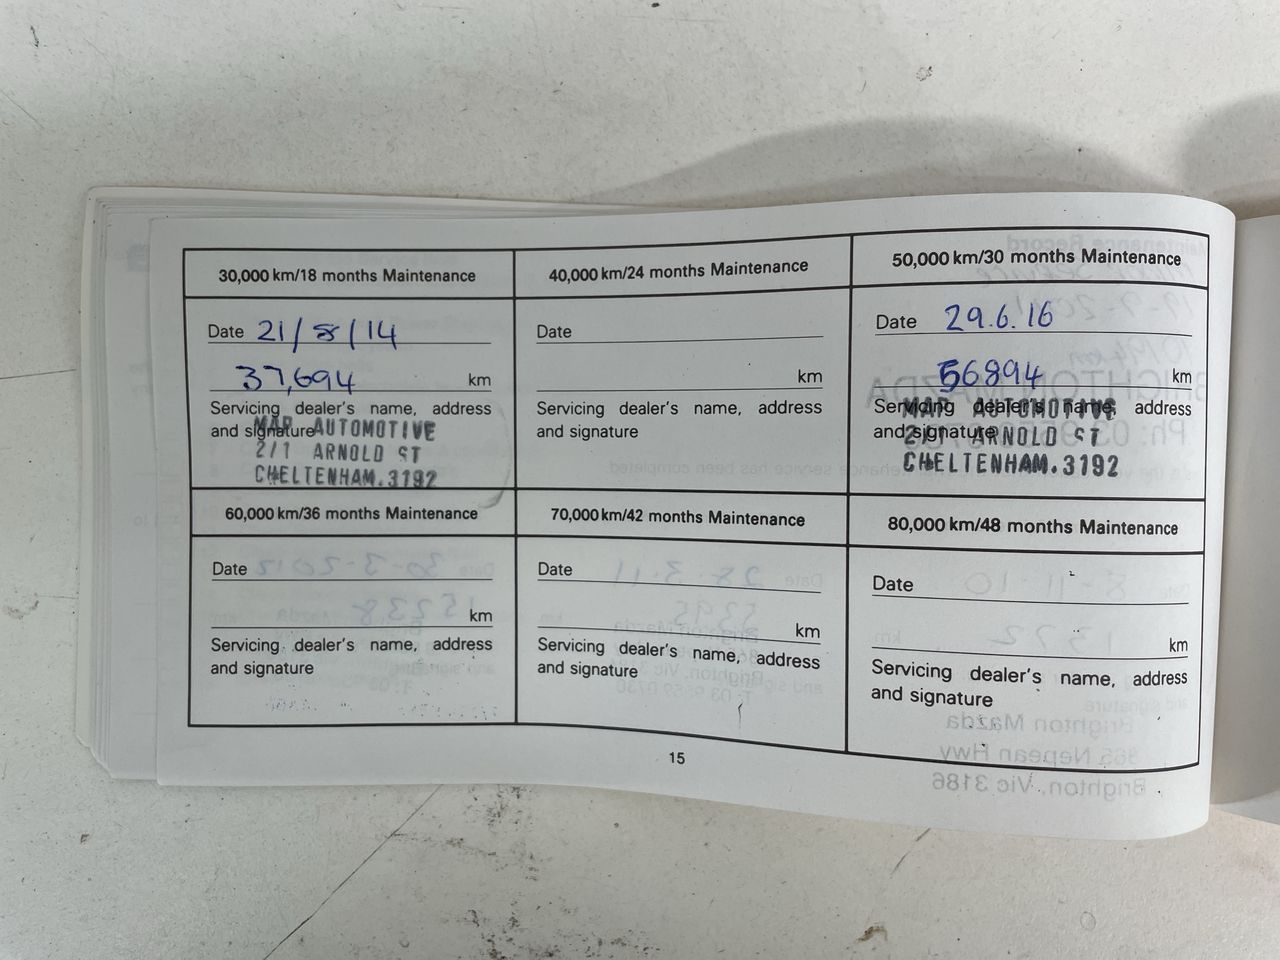 30,000 km/18 months Maintenance
Date 21/8/14
37,694 km
Servicing dealer's name, address
and signature
MAP AUTOMOTIVE
2/1 ARNOLD ST
CHELTENHAM.3192
40,000 km/24 months Maintenance
Date
km
Servicing dealer's name, address
and signature
50,000 km/30 months Maintenance
Date 29.6.16
56894 km
Servicing dealer's name, address
and signature
MAP AUTOMOTIVE
2/1 ARNOLD ST
CHELTENHAM.3192
60,000 km/36 months Maintenance
Date
km
Servicing dealer's name, address
and signature
70,000 km/42 months Maintenance
Date
km
Servicing dealer's name, address
and signature
80,000 km/48 months Maintenance
Date
km
Servicing dealer's name, address
and signature
15